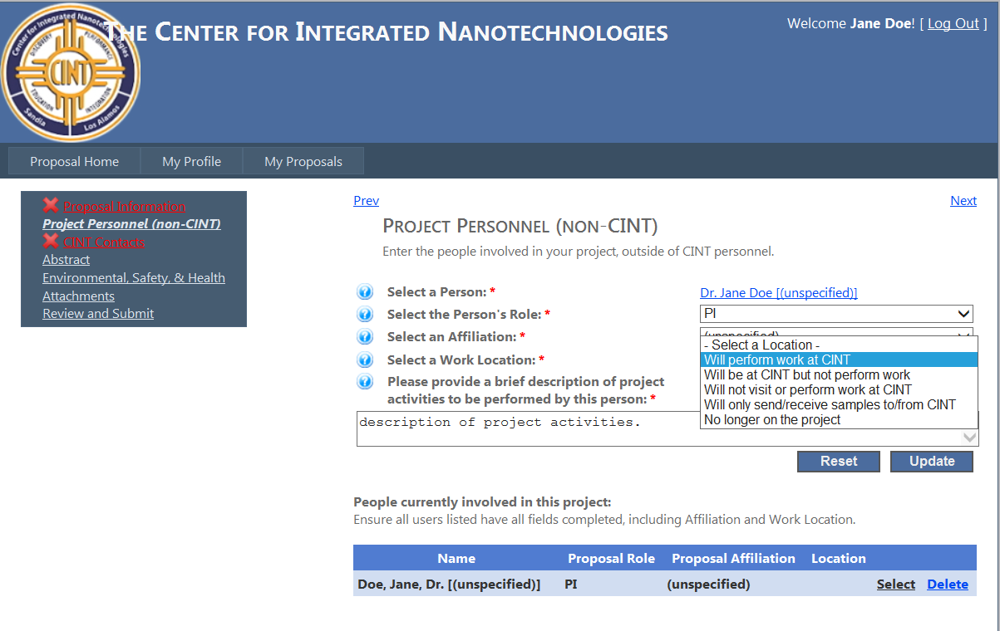 Center for Integrated Nanotechnologies
DISCOVERY
PERFORMANCE
CINT
EDUCATION
INTEGRATION
Sandia
Los Alamos
The Center for Integrated Nanotechnologies
Welcome Jane Doe! [ Log Out ]
Proposal Home My Profile My Proposals
Proposal Information
Project Personnel (non-CINT)
CINT Contacts
Abstract
Environmental, Safety, & Health
Attachments
Review and Submit
Prev Next
Project Personnel (non-CINT)
Enter the people involved in your project, outside of CINT personnel.
Select a Person: * Dr. Jane Doe [(unspecified)]
Select the Person's Role: * PI
Select an Affiliation: * (unspecified)
- Select a Location -
Select a Work Location: * Will perform work at CINT
Will be at CINT but not perform work
Please provide a brief description of project Will not visit or perform work at CINT
activities to be performed by this person: * Will only send/receive samples to/from CINT
description of project activities. No longer on the project
Reset Update
People currently involved in this project:
Ensure all users listed have all fields completed, including Affiliation and Work Location.
Name Proposal Role Proposal Affiliation Location
Doe, Jane, Dr. [(unspecified)] PI (unspecified) Select Delete